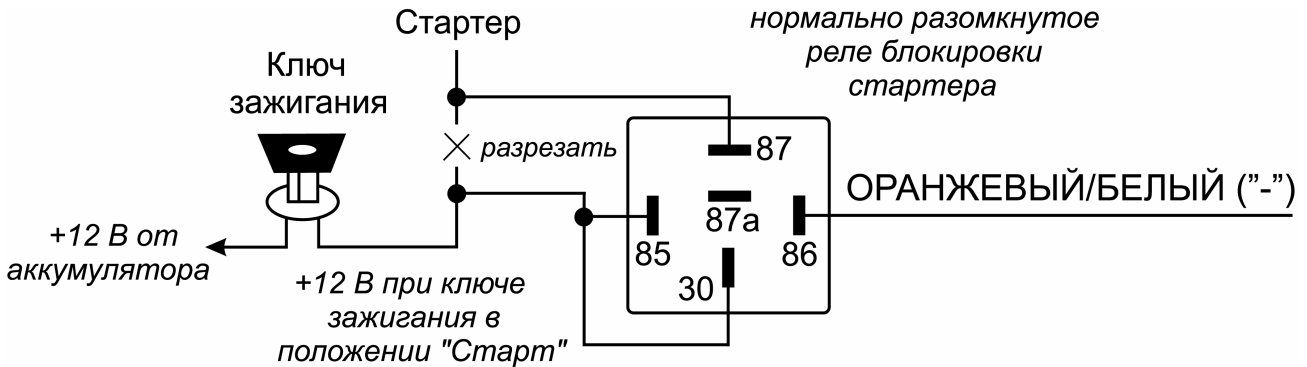 Стартер
нормально разомкнутое
реле блокировки
стартера
Ключ
зажигания
разрезать
87
ОРАНЖЕВЫЙ/БЕЛЫЙ ("-")
87a
85
86
30
+12 В от
аккумулятора
+12 В при ключе
зажигания в
положении "Старт"